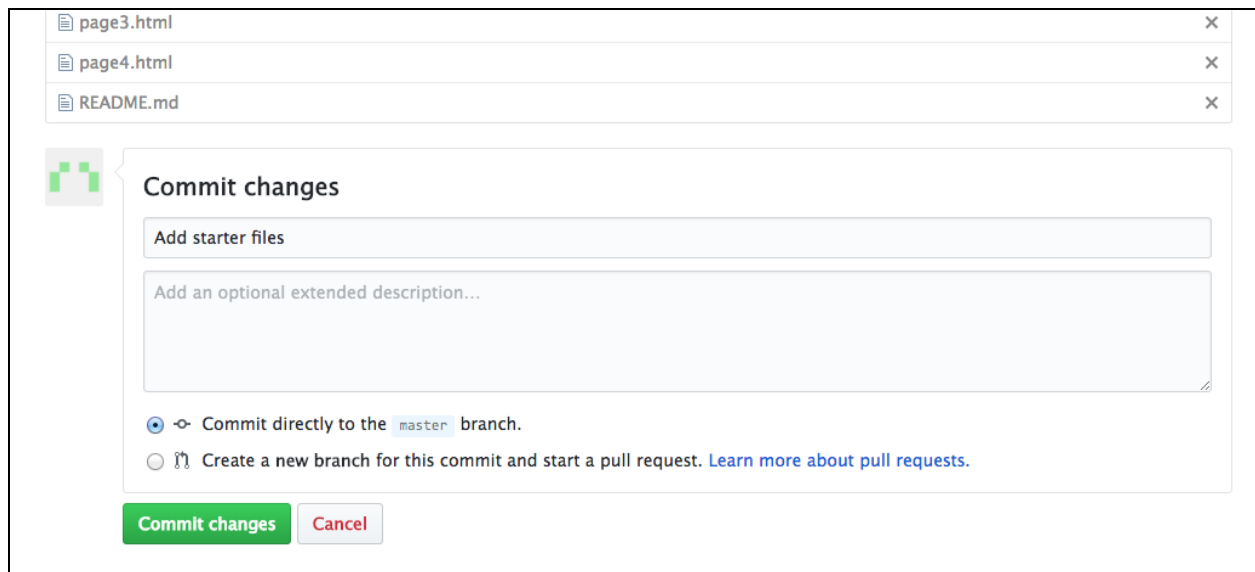 page3.html
page4.html
README.md
Commit changes
Add starter files
Add an optional extended description...
Commit directly to the master branch.
Create a new branch for this commit and start a pull request. Learn more about pull requests.
Commit changes Cancel